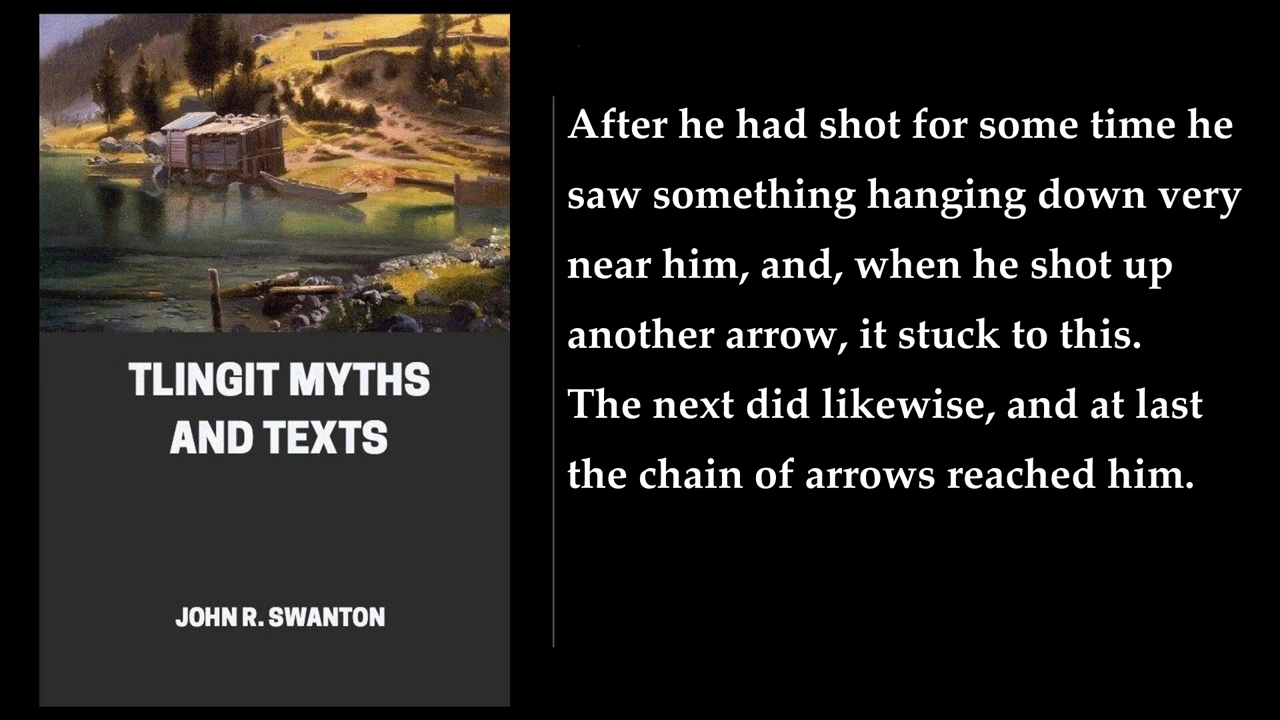 TLINGIT MYTHS
AND TEXTS
JOHN R. SWANTON
After he had shot for some time he
saw something hanging down very
near him, and, when he shot up
another arrow, it stuck to this.
The next did likewise, and at last
the chain of arrows reached him.